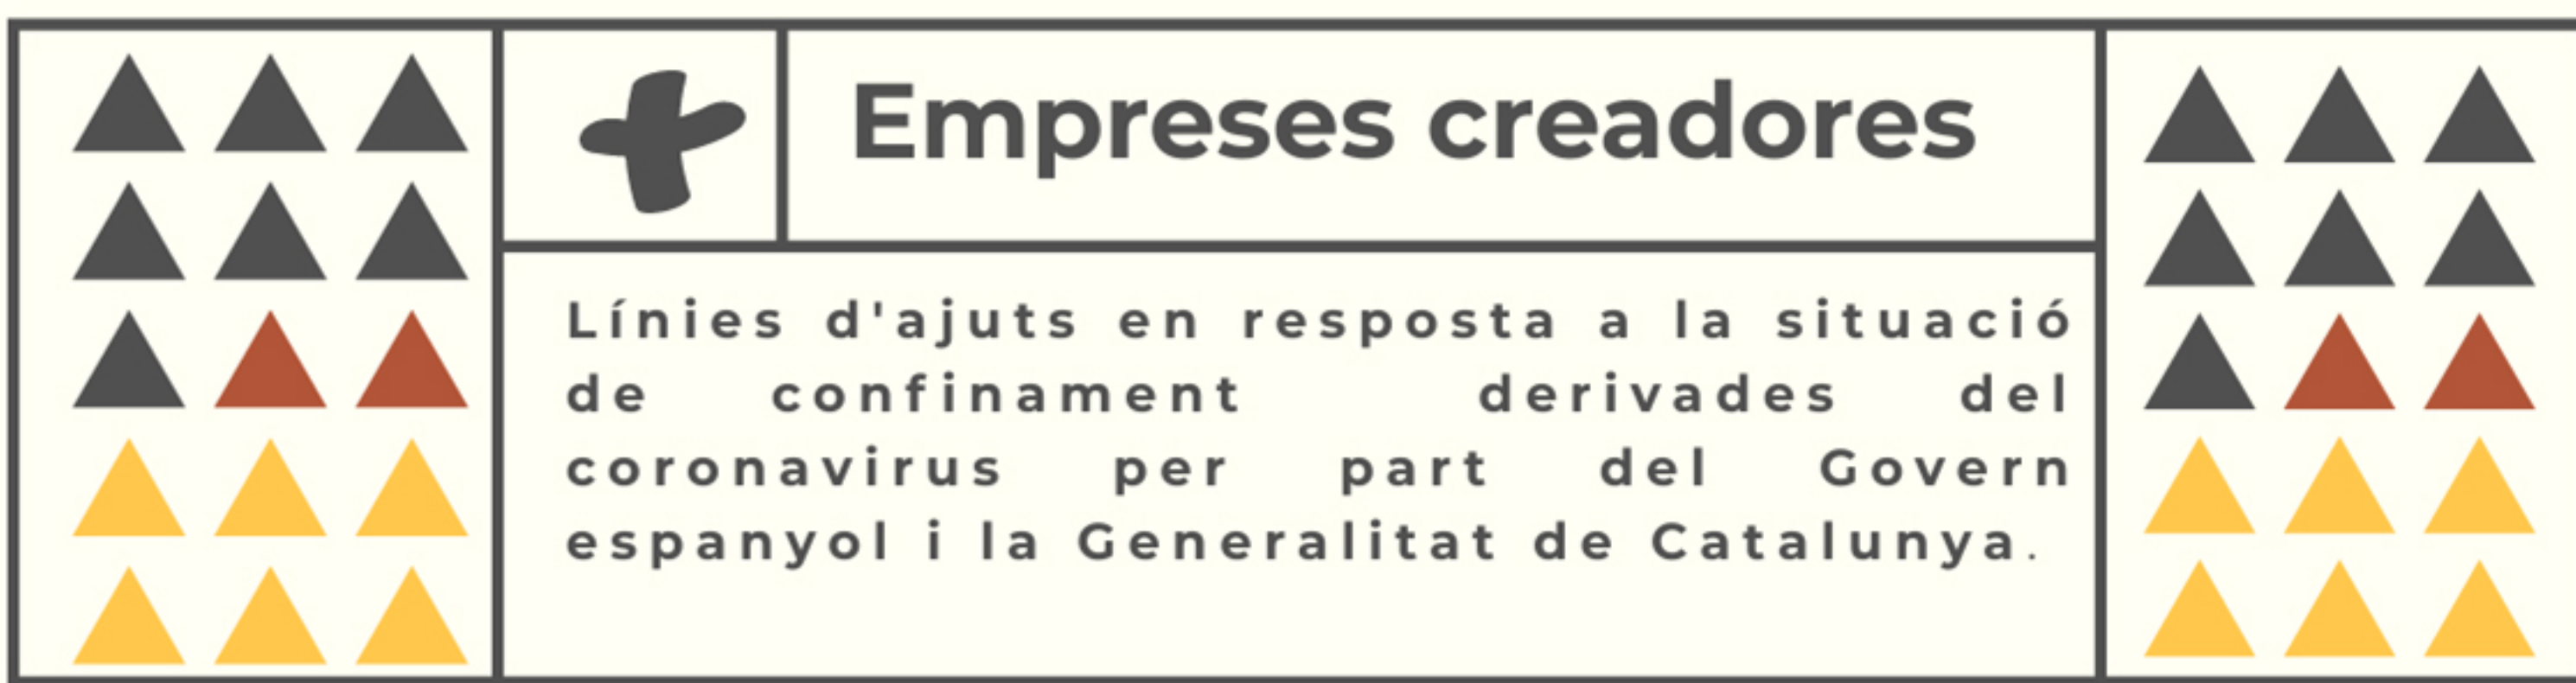 Empreses creadores
Línies d'ajuts en resposta a la situació
de confinament derivades del
coronavirus per part del Govern
espanyol i la Generalitat de Catalunya.